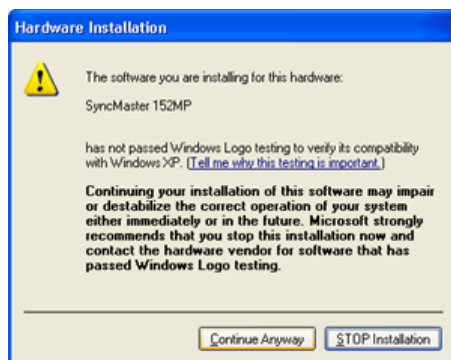 Hardware Installation
The software you are installing for this hardware:
SyncMaster 152MP
has not passed Windows Logo testing to verify its compatibility
with Windows XP. (Tell me why this testing is important.)
Continuing your installation of this software may impair
or destabilize the correct operation of your system
either immediately or in the future. Microsoft strongly
recommends that you stop this installation now and
contact the hardware vendor for software that has
passed Windows Logo testing.
Continue Anyway
STOP Installation